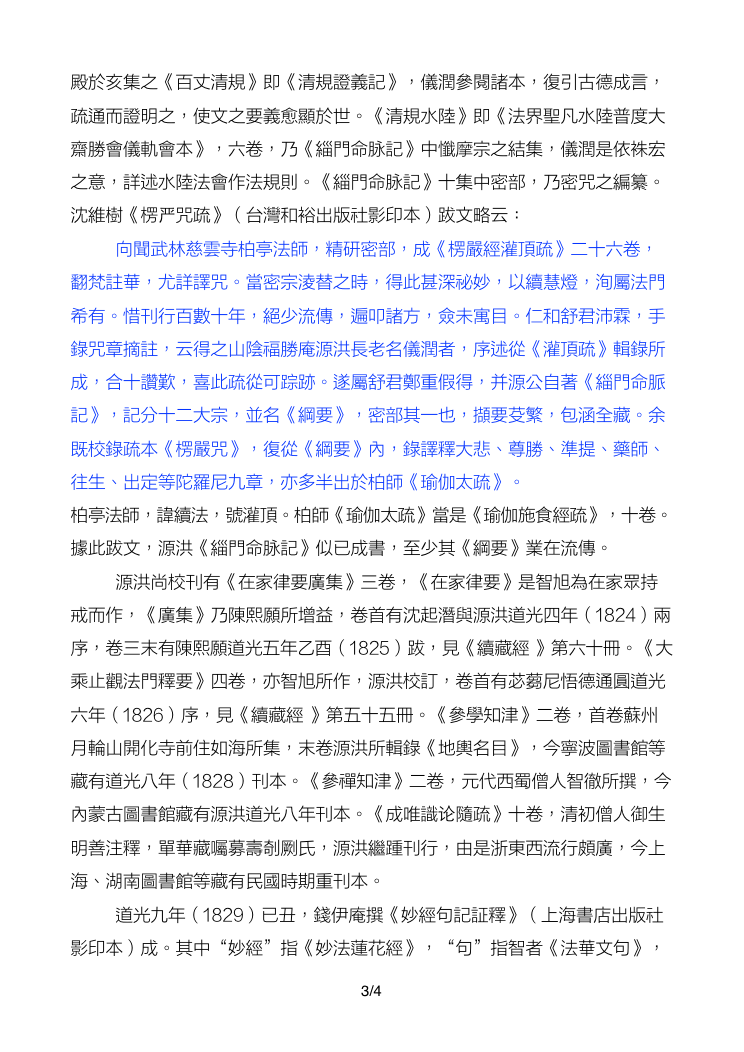 殿於亥集之《百丈清規》即《清規證義記》，儀潤參閱諸本，復引古德成言，
疏通而證明之，使文之要義愈顯於世。《清規水陸》即《法界聖凡水陸普度大
齋勝會儀軌會本》，六卷，乃《緇門命脉記》中懺摩宗之結集，儀潤是依袾宏
之意，詳述水陸法會作法規則。《緇門命脉記》十集中密部，乃密咒之編纂。
沈維樹《楞严咒疏》（台灣和裕出版社影印本）跋文略云：
向聞武林慈雲寺柏亭法師，精研密部，成《楞嚴經灌頂疏》二十六卷，
翻梵註華，尤詳譯咒。當密宗淩替之時，得此甚深祕妙，以續慧燈，洵屬法門
希有。惜刊行百數十年，絕少流傳，遍叩諸方，僉未寓目。仁和舒君沛霖，手
錄咒章摘註，云得之山陰福勝庵源洪長老名儀潤者，序述從《灌頂疏》輯錄所
成，合十讚歎，喜此疏從可踪跡。遂屬舒君鄭重假得，并源公自著《緇門命脈
記》，記分十二大宗，並名《綱要》，密部其一也，擷要芟繁，包涵全藏。余
既校錄疏本《楞嚴咒》，復從《綱要》內，錄譯釋大悲、尊勝、準提、藥師、
往生、出定等陀羅尼九章，亦多半出於柏師《瑜伽太疏》。
柏亭法師，諱續法，號灌頂。柏師《瑜伽太疏》當是《瑜伽施食經疏》，十卷。
據此跋文，源洪《緇門命脉記》似已成書，至少其《綱要》業在流傳。
源洪尚校刊有《在家律要廣集》三卷，《在家律要》是智旭為在家眾持
戒而作，《廣集》乃陳熙願所增益，卷首有沈起潛與源洪道光四年（1824）兩
序，卷三末有陳熙願道光五年乙酉（1825）跋，見《續藏經 》第六十冊。《大
乘止觀法門釋要》四卷，亦智旭所作，源洪校訂，卷首有苾蒭尼悟德通圓道光
六年（1826）序，見《續藏經 》第五十五冊。《參學知津》二卷，首卷蘇州
月輪山開化寺前住如海所集，末卷源洪所輯錄《地輿名目》，今寧波圖書館等
藏有道光八年（1828）刊本。《參禪知津》二卷，元代西蜀僧人智徹所撰，今
內蒙古圖書館藏有源洪道光八年刊本。《成唯識论隨疏》十卷，清初僧人御生
明善注釋，單華藏囑募壽剞劂氏，源洪繼踵刊行，由是浙東西流行頗廣，今上
海、湖南圖書館等藏有民國時期重刊本。
道光九年（1829）已丑，錢伊庵撰《妙經句記証釋》（上海書店出版社
影印本）成。其中“妙經”指《妙法蓮花經》，“句”指智者《法華文句》，
3/4